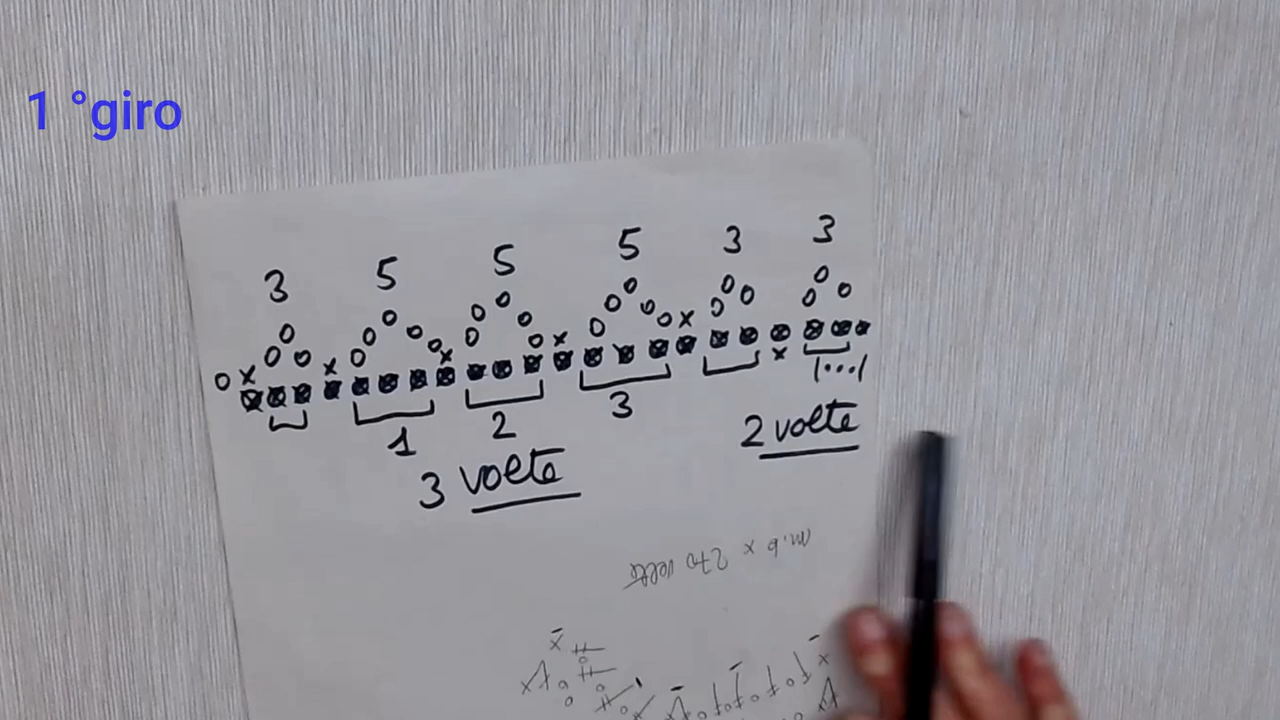 1 °giro
3 5 5 5 3 3
1 2 3
3 volte
2 volte